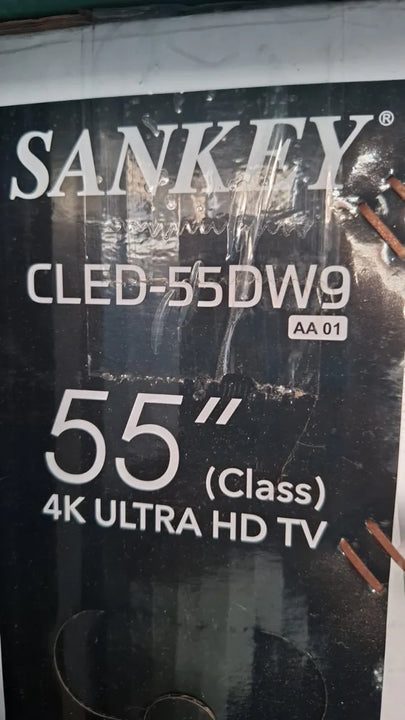 SANKEY®
CLED-55DW9
AA 01
55"
(Class)
4K ULTRA HD TV